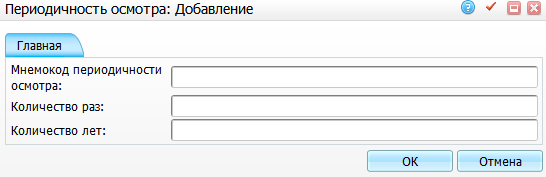 Периодичность осмотра: Добавление
Главная
Мнемокод периодичности
осмотра:
Количество раз:
Количество лет:
ОК
Отмена